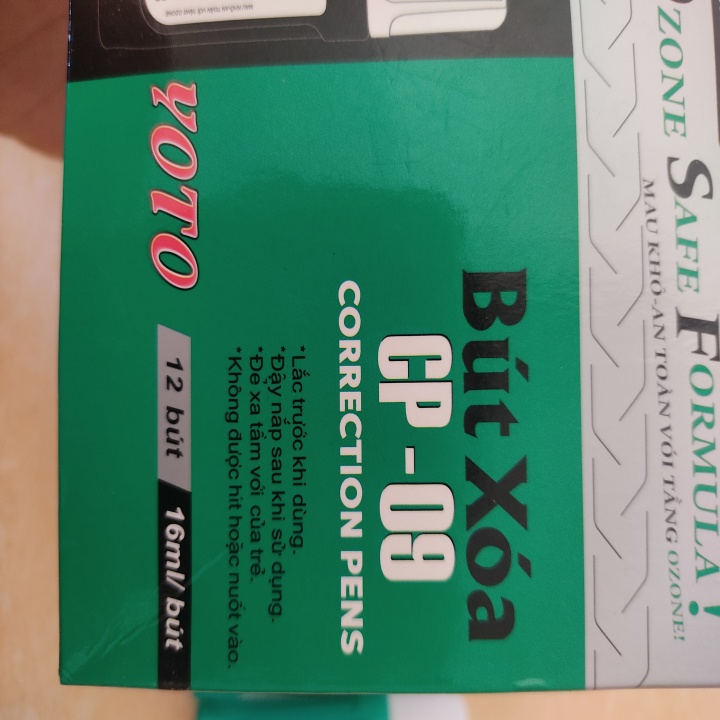 OZONE SAFE FORMULA!
MAU KHÔ-AN TOÀN VỚI TẦNG OZONE!
Bút Xóa
CP - 09
CORRECTION PENS
*Lắc trước khi dùng.
*Đậy nắp sau khi sử dụng.
*Để xa tầm với của trẻ.
*Không được hít hoặc nuốt vào.
YOTO
12 bút 16ml/ bút